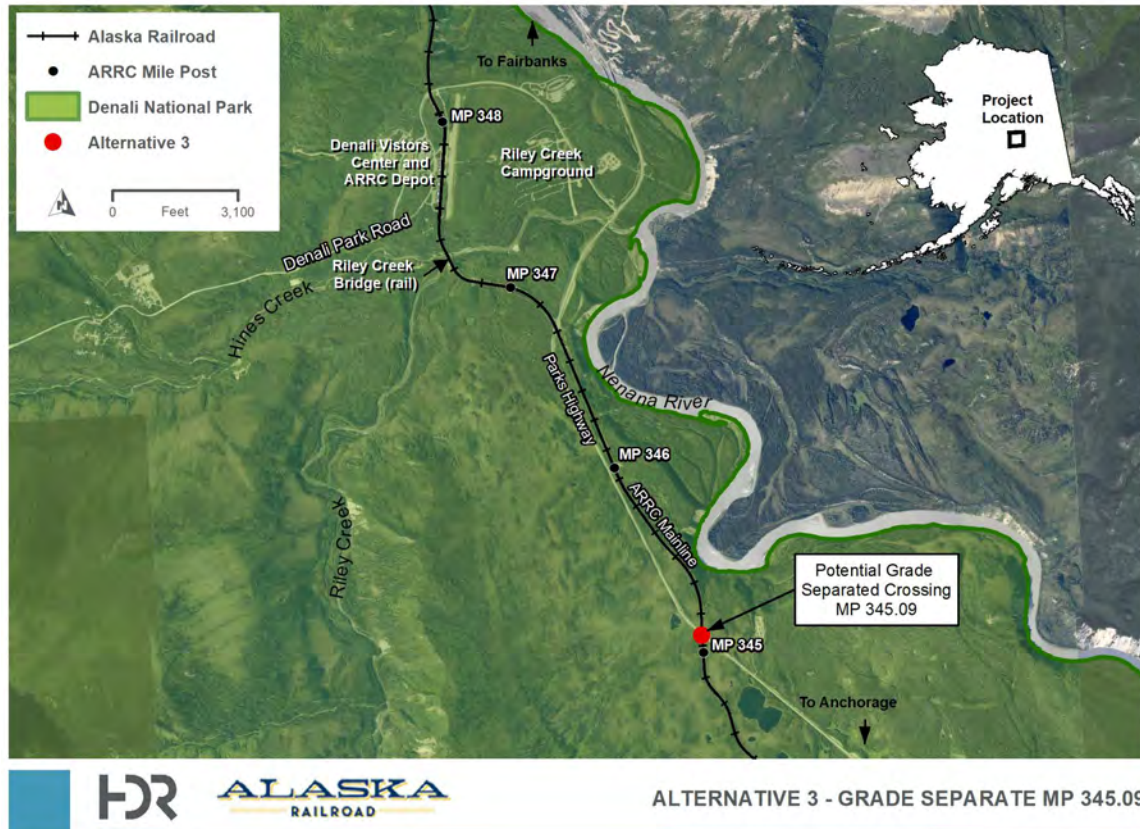 Alaska Railroad
ARRC Mile Post
Denali National Park
Alternative 3
N
0 Feet 3,100
To Fairbanks
Project
Location
MP 348
Denali Vistors
Center and
ARRC Depot
Riley Creek
Campground
Denali Park Road
Riley Creek
Bridge (rail)
MP 347
Hines Creek
Parks Highway
Nenana River
MP 346
ARRC Mainline
Riley Creek
Potential Grade
Separated Crossing
MP 345.09
MP 345
To Anchorage
HDR
ALASKA
RAILROAD
ALTERNATIVE 3 - GRADE SEPARATE MP 345.09